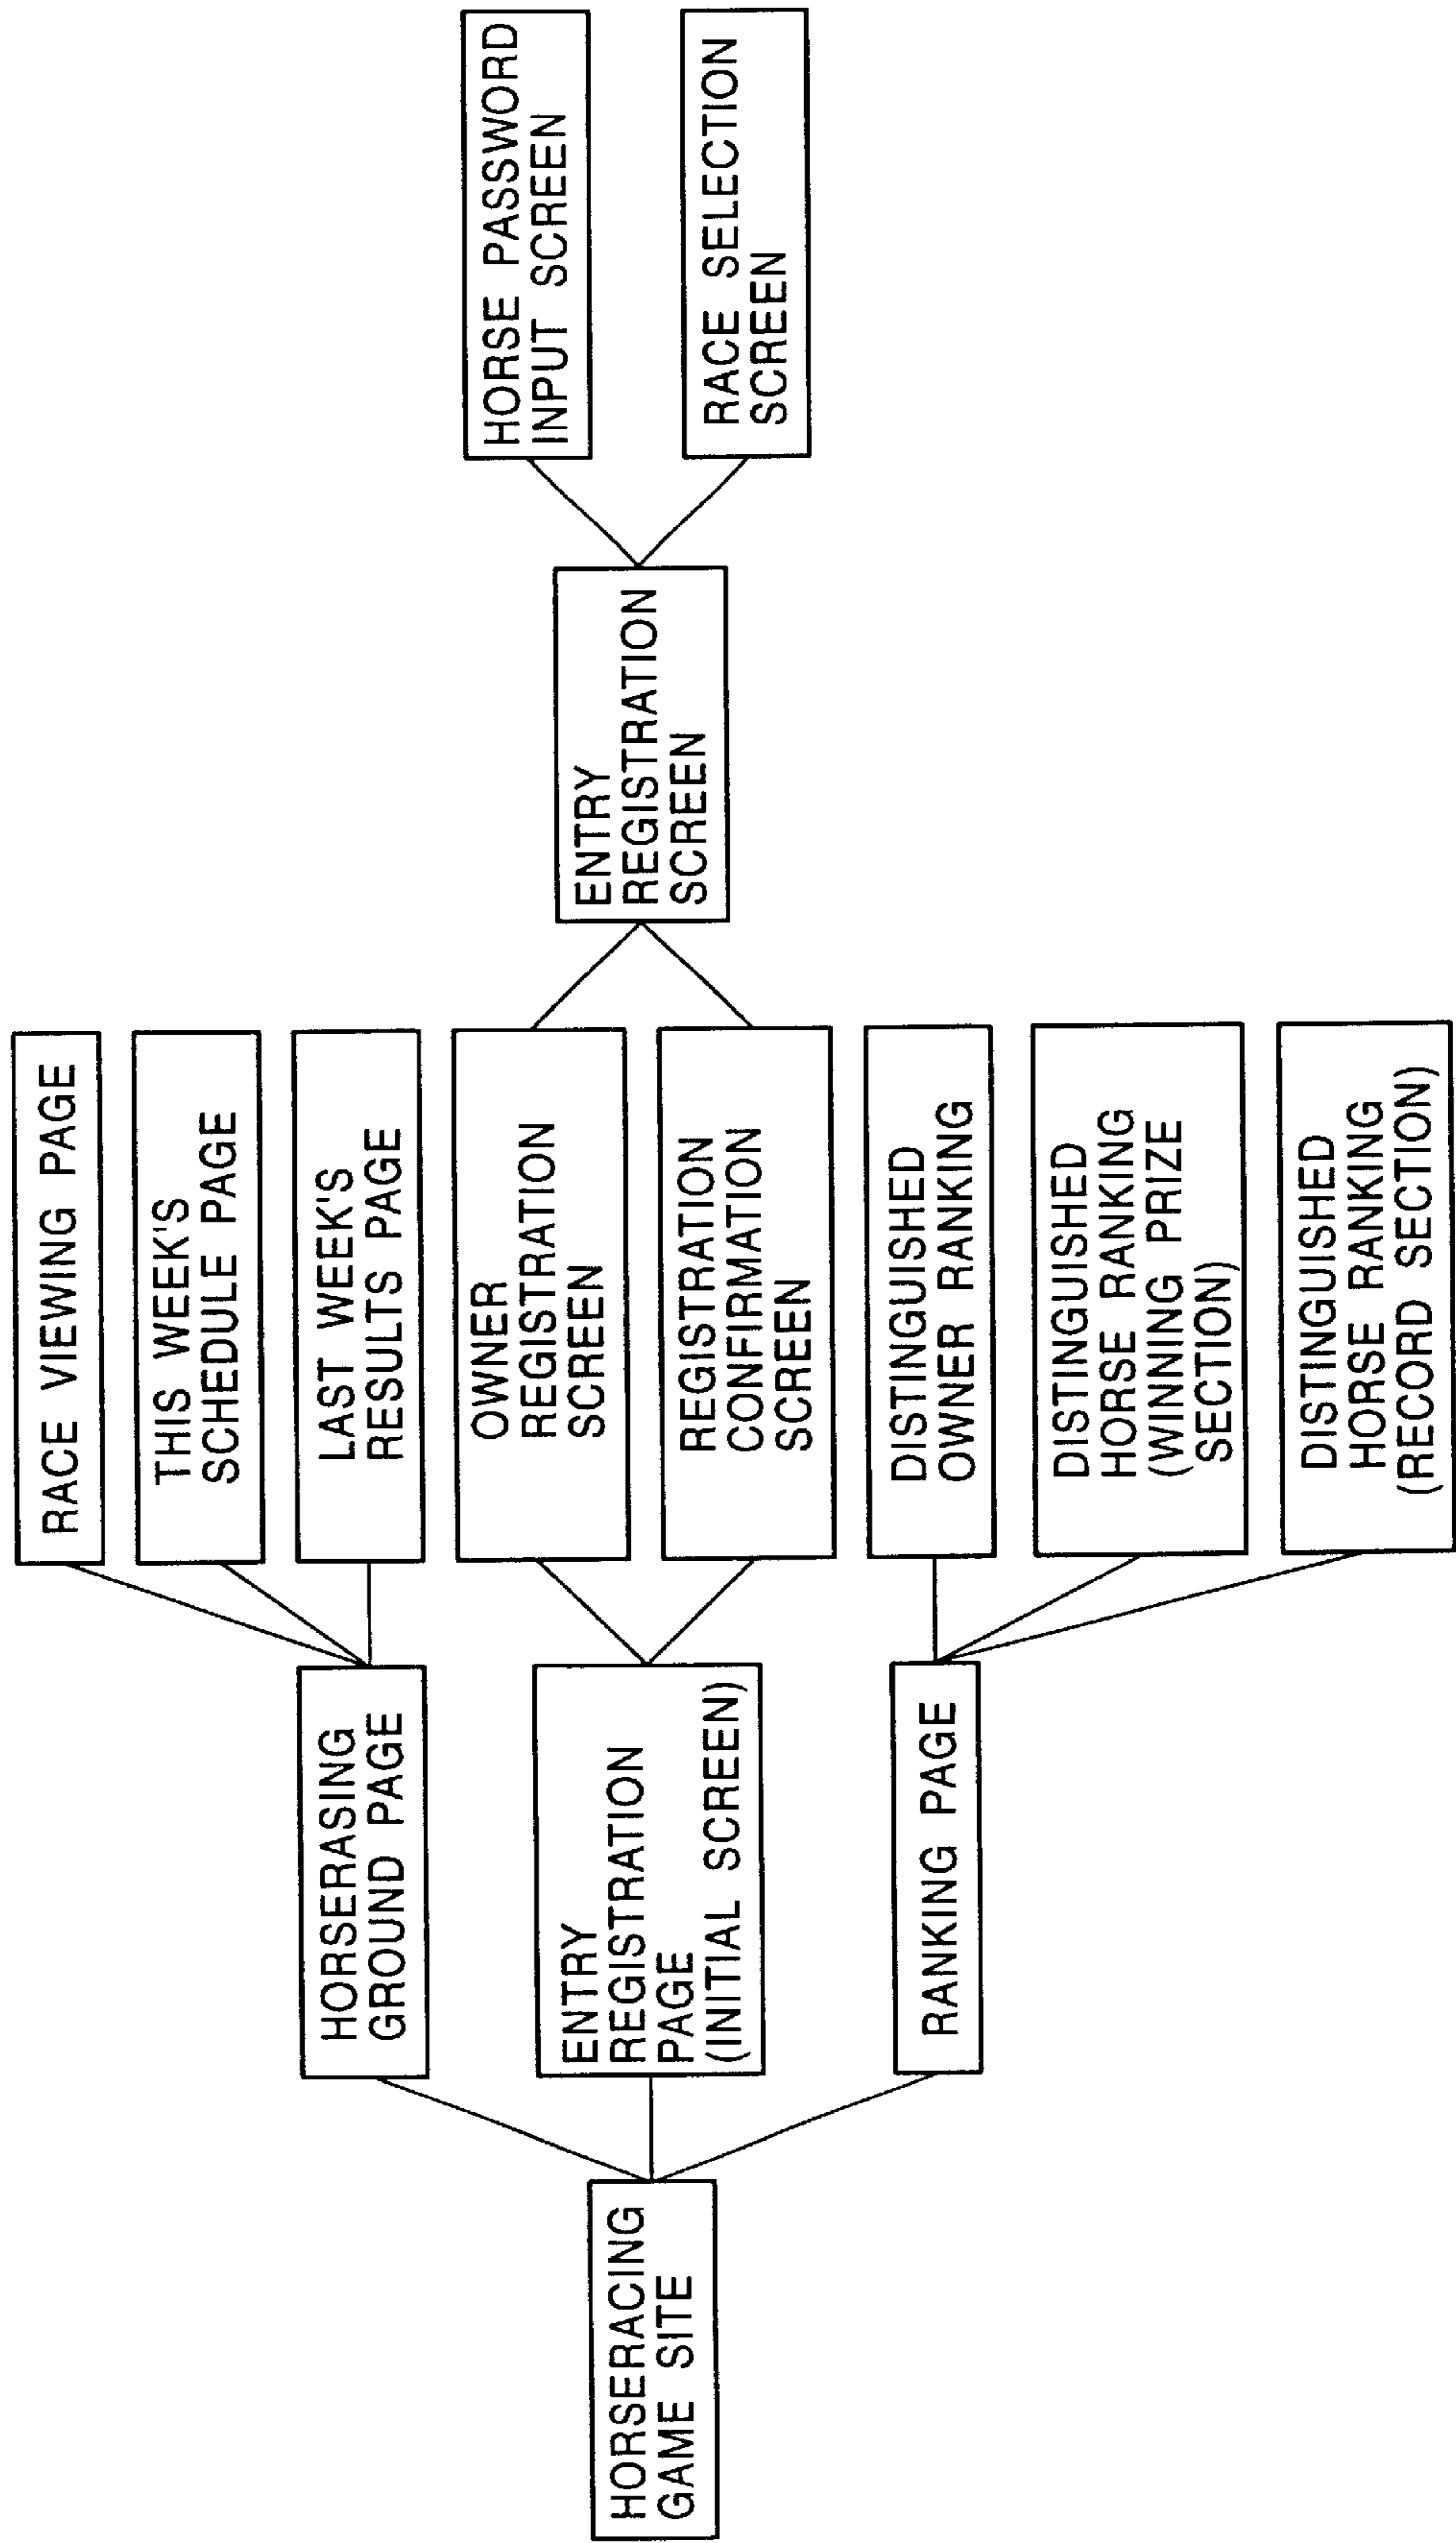 HORSERACING
GAME SITE
HORSERASING
GROUND PAGE
ENTRY
REGISTRATION
PAGE
(INITIAL SCREEN)
RANKING PAGE
RACE VIEWING PAGE
THIS WEEK'S
SCHEDULE PAGE
LAST WEEK'S
RESULTS PAGE
OWNER
REGISTRATION
SCREEN
REGISTRATION
CONFIRMATION
SCREEN
DISTINGUISHED
OWNER RANKING
DISTINGUISHED
HORSE RANKING
(WINNING PRIZE
SECTION)
DISTINGUISHED
HORSE RANKING
(RECORD SECTION)
ENTRY
REGISTRATION
SCREEN
HORSE PASSWORD
INPUT SCREEN
RACE SELECTION
SCREEN